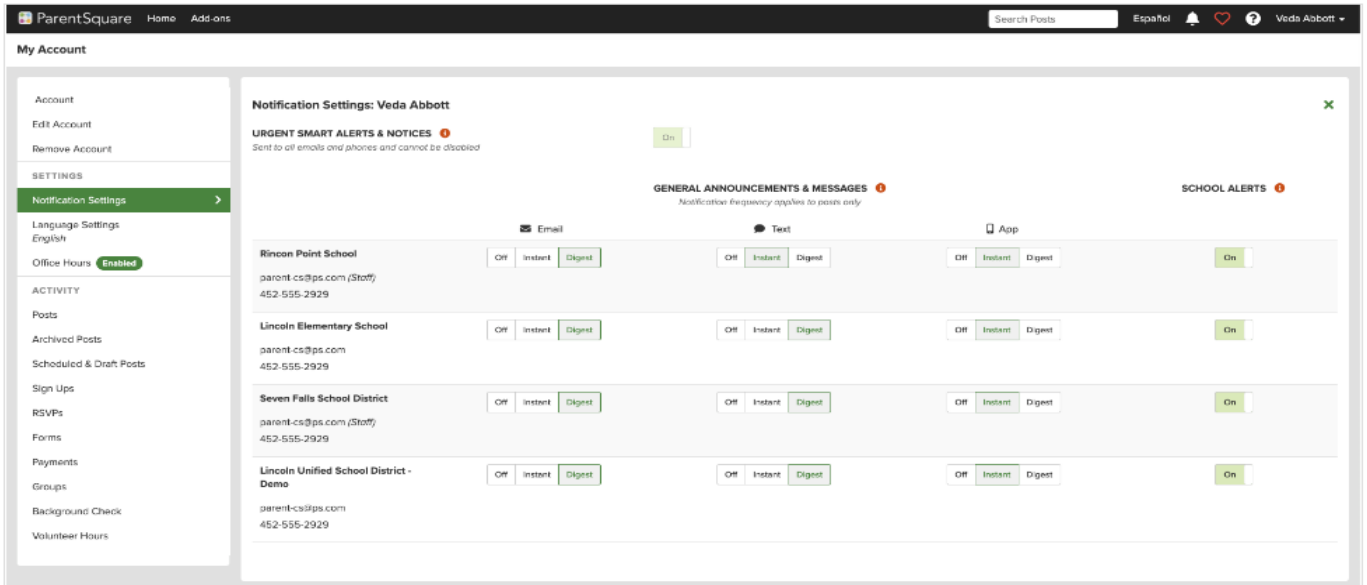 ParentSquare Home Add-ons Search Posts Español Veda Abbott
My Account
Account
Edit Account
Remove Account
SETTINGS
Notification Settings
Language Settings
English
Office Hours Enabled
ACTIVITY
Posts
Archived Posts
Scheduled & Draft Posts
Sign Ups
RSVPs
Forms
Payments
Groups
Background Check
Volunteer Hours
Notification Settings: Veda Abbott
URGENT SMART ALERTS & NOTICES
Sent to all emails and phones and cannot be disabled
On
GENERAL ANNOUNCEMENTS & MESSAGES SCHOOL ALERTS
Notification frequency applies to posts only
Email Text App
Rincon Point School
Off Instant Digest Off Instant Digest Off Instant Digest On
parent-cs@ps.com (Staff)
452-555-2929
Lincoln Elementary School
Off Instant Digest Off Instant Digest Off Instant Digest On
parent-cs@ps.com
452-555-2929
Seven Falls School District
Off Instant Digest Off Instant Digest Off Instant Digest On
parent-cs@ps.com (Staff)
452-555-2929
Lincoln Unified School District -
Demo
Off Instant Digest Off Instant Digest Off Instant Digest On
parent-cs@ps.com
452-555-2929